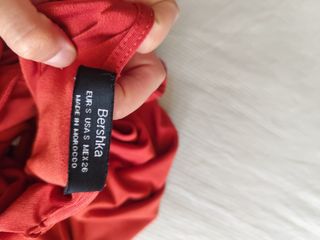 Bershka
EUR S USA S MEX 26
MADE IN MOROCCO